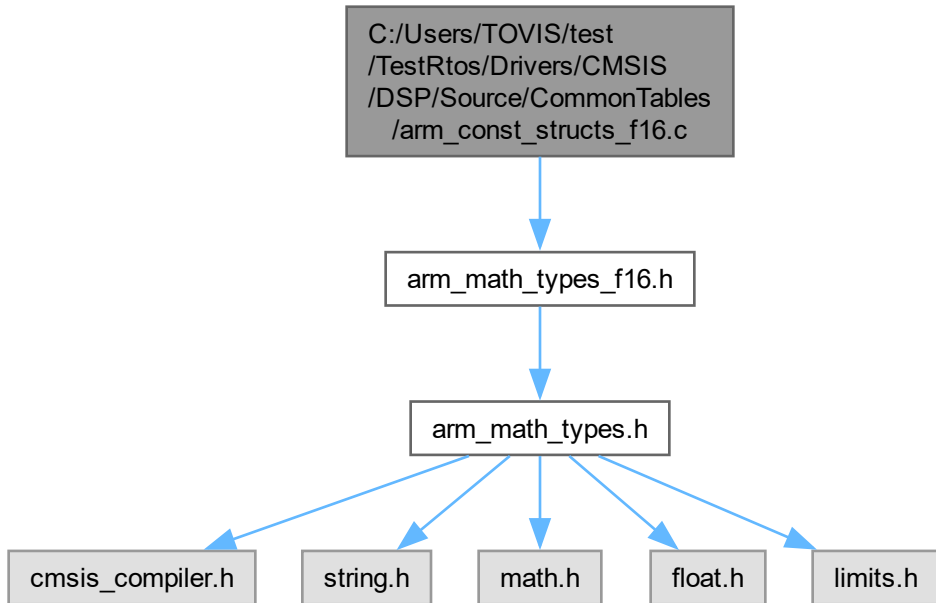 C:/Users/TOVIS/test
/TestRtos/Drivers/CMSIS
/DSP/Source/CommonTables
/arm_const_structs_f16.c
arm_math_types_f16.h
arm_math_types.h
cmsis_compiler.h
string.h
math.h
float.h
limits.h